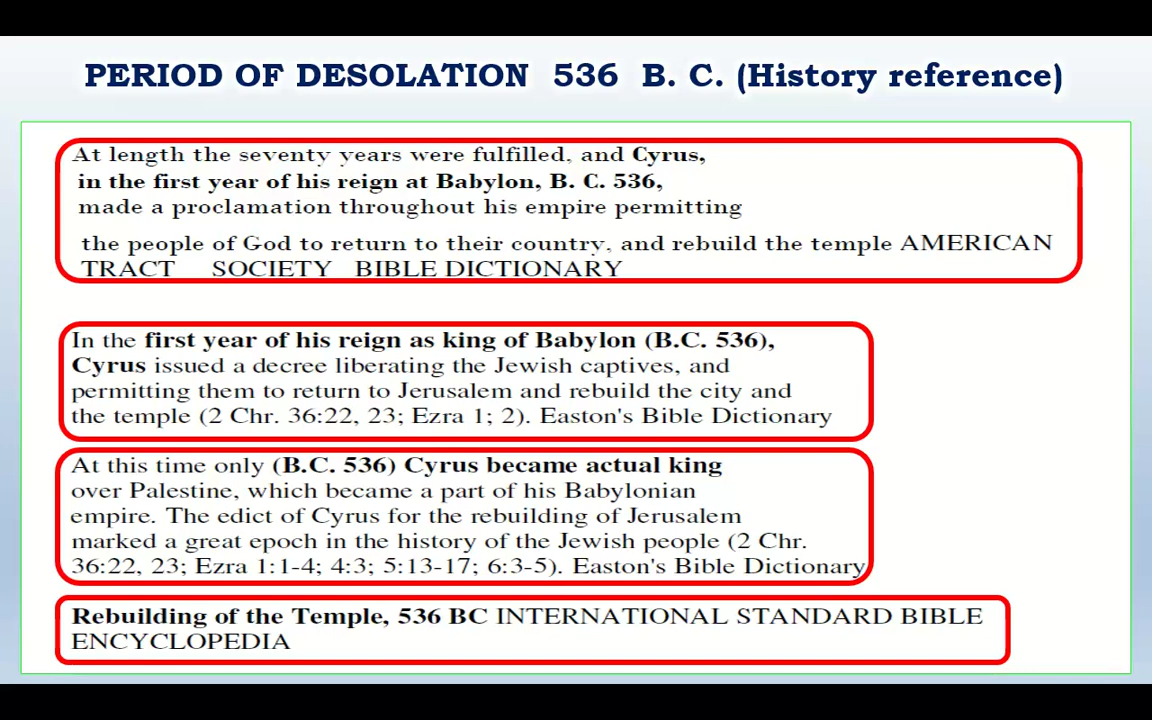 PERIOD OF DESOLATION 536 B. C. (History reference)
At length the seventy years were fulfilled, and Cyrus,
in the first year of his reign at Babylon, B. C. 536,
made a proclamation throughout his empire permitting
the people of God to return to their country, and rebuild the temple AMERICAN
TRACT SOCIETY BIBLE DICTIONARY
In the first year of his reign as king of Babylon (B.C. 536),
Cyrus issued a decree liberating the Jewish captives, and
permitting them to return to Jerusalem and rebuild the city and
the temple (2 Chr. 36:22, 23; Ezra 1; 2). Easton's Bible Dictionary
At this time only (B.C. 536) Cyrus became actual king
over Palestine, which became a part of his Babylonian
empire. The edict of Cyrus for the rebuilding of Jerusalem
marked a great epoch in the history of the Jewish people (2 Chr.
36:22, 23; Ezra 1:1-4; 4:3; 5:13-17; 6:3-5). Easton's Bible Dictionary
Rebuilding of the Temple, 536 BC INTERNATIONAL STANDARD BIBLE
ENCYCLOPEDIA